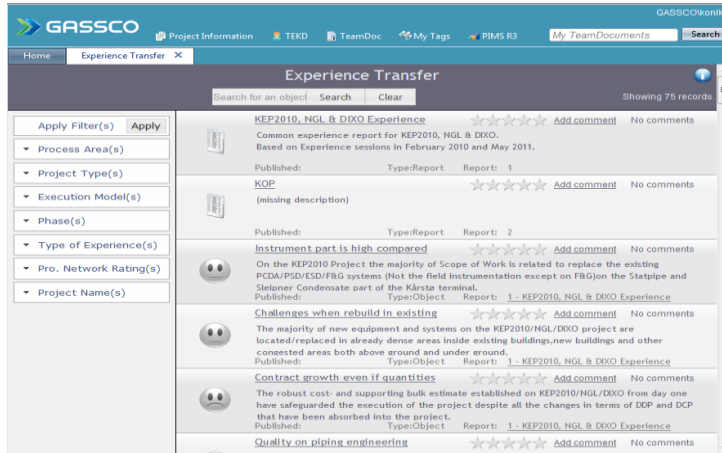 GASSCO\konik
GASSCO
Project Information TEKD TeamDoc My Tags PIMS R3 My TeamDocuments Search
Home Experience Transfer ✕
Experience Transfer
Search for an object Search Clear Showing 75 records
Apply Filter(s) Apply
Process Area(s)
Project Type(s)
Execution Model(s)
Phase(s)
Type of Experience(s)
Pro. Network Rating(s)
Project Name(s)
KEP2010, NGL & DIXO Experience Add comment No comments
Common experience report for KEP2010, NGL & DIXO.
Based on Experience sessions in February 2010 and May 2011.
Published: Type:Report Report: 1
KOP Add comment No comments
(missing description)
Published: Type:Report Report: 2
Instrument part is high compared Add comment No comments
On the KEP2010 Project the majority of Scope of Work is related to replace the existing
PCDA/PSD/ESD/F&G systems (Not the field instrumentation except on F&G)on the Statpipe and
Sleipner Condensate part of the Kårstø terminal.
Published: Type:Object Report: 1 - KEP2010, NGL & DIXO Experience
Challenges when rebuild in existing Add comment No comments
The majority of new equipment and systems on the KEP2010/NGL/DIXO project are
located/replaced in already dense areas inside existing buildings,new buildings and other
congested areas both above ground and under ground.
Published: Type:Object Report: 1 - KEP2010, NGL & DIXO Experience
Contract growth even if quantities Add comment No comments
The robust cost- and supporting bulk estimate established on KEP2010/NGL/DIXO from day one
have safeguarded the execution of the project despite all the changes in terms of DDP and DCP
that have been absorbed into the project.
Published: Type:Object Report: 1 - KEP2010, NGL & DIXO Experience
Quality on piping engineering Add comment No comments